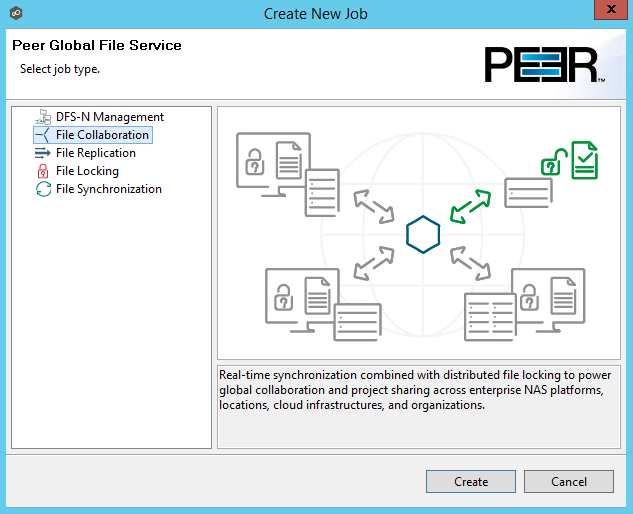 Create New Job
x
Peer Global File Service
Select job type.
PEER™
DFS-N Management
File Collaboration
File Replication
File Locking
File Synchronization
Real-time synchronization combined with distributed file locking to power
global collaboration and project sharing across enterprise NAS platforms,
locations, cloud infrastructures, and organizations.
Create
Cancel